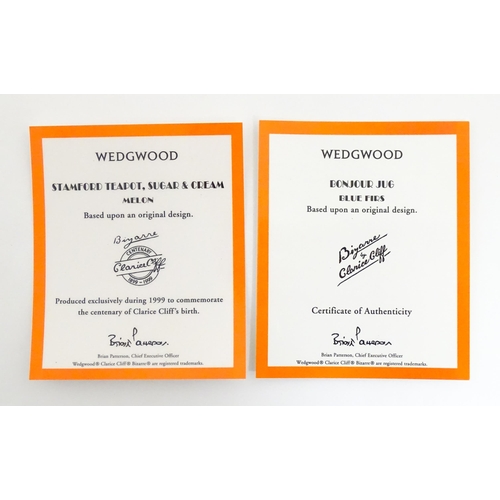 WEDGWOOD
STAMFORD TEAPOT, SUGAR & CREAM
MELON
Based upon an original design.
Bizarre
CENTENARY
Clarice Cliff
1899 - 1999
Produced exclusively during 1999 to commemorate
the centenary of Clarice Cliff's birth.
Brian Patterson, Chief Executive Officer
Wedgwood® Clarice Cliff® Bizarre® are registered trademarks.
WEDGWOOD
BONJOUR JUG
BLUE FIRS
Based upon an original design.
Bizarre
by
Clarice Cliff
Certificate of Authenticity
Brian Patterson, Chief Executive Officer
Wedgwood® Clarice Cliff® Bizarre® are registered trademarks.